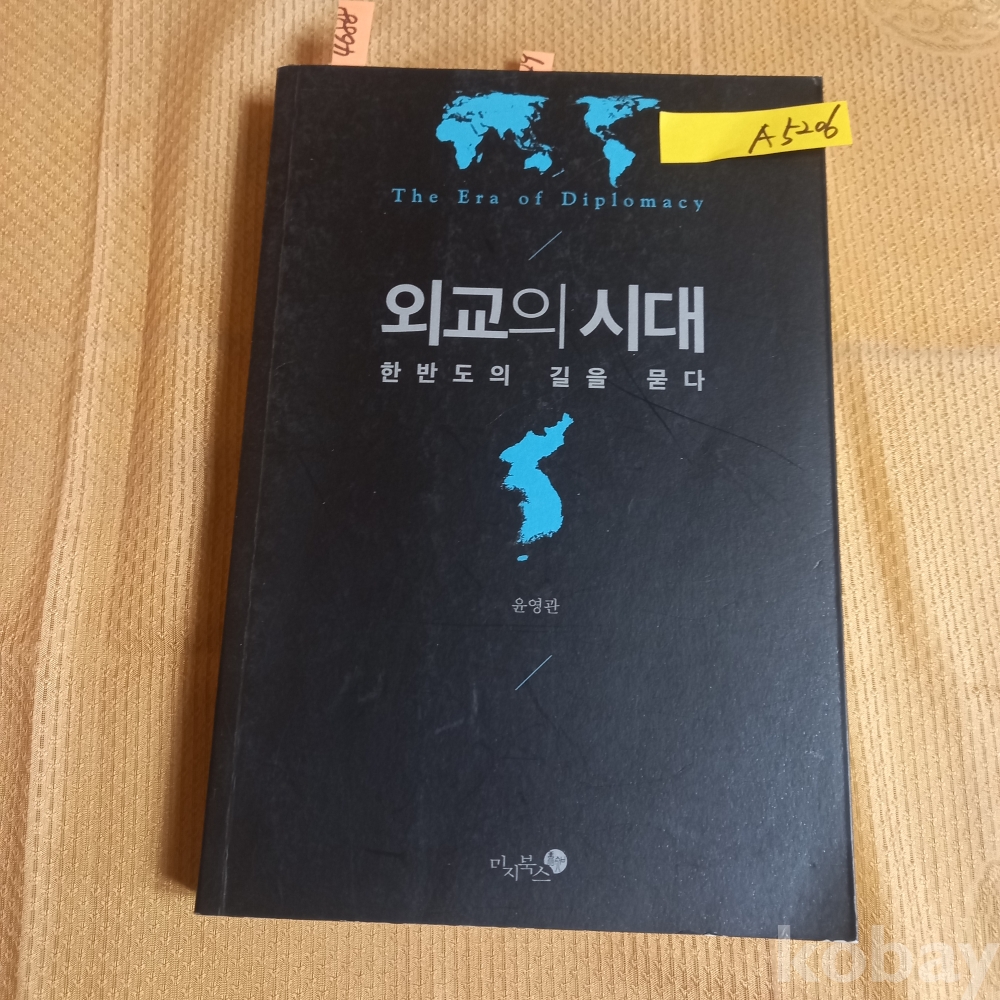 A5206
The Era of Diplomacy
외교의 시대
한반도의 길을 묻다
윤영관
미지북스
kobay